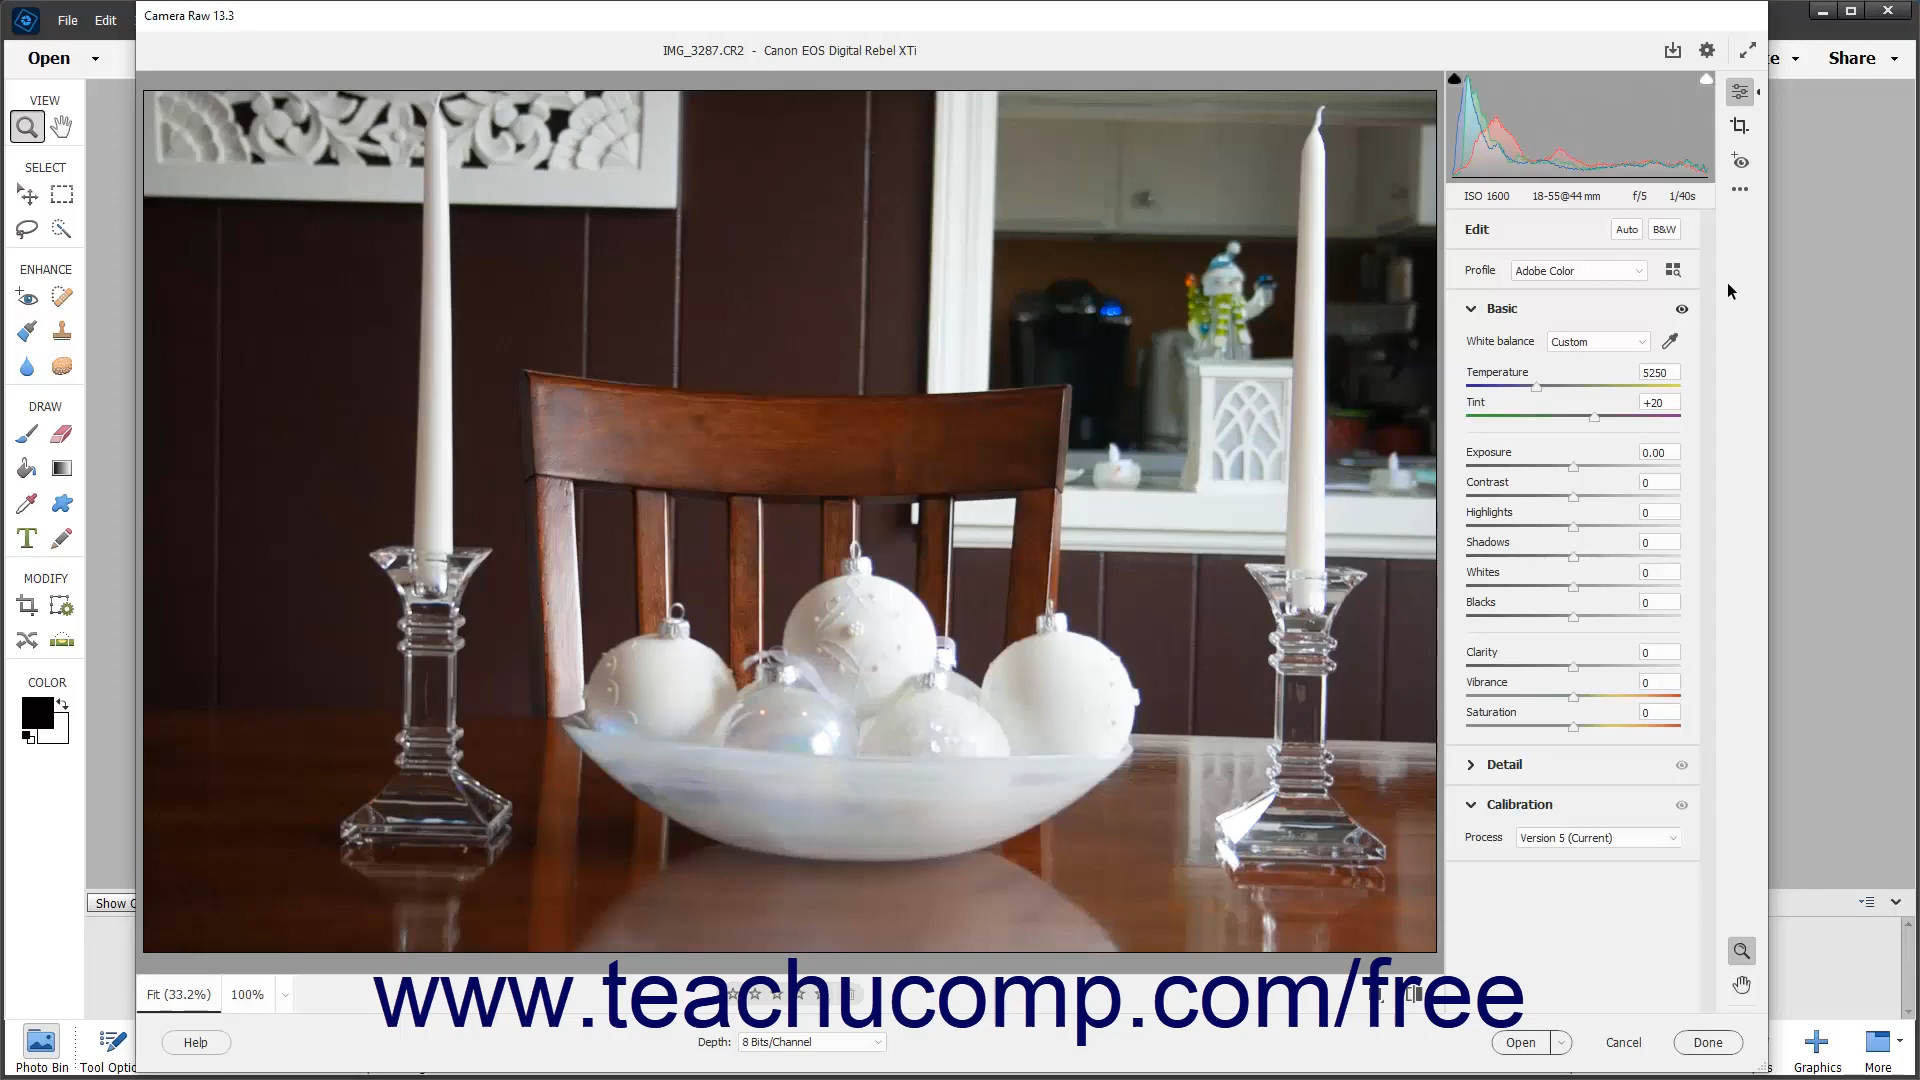 Camera Raw 13.3
File Edit
IMG_3287.CR2 - Canon EOS Digital Rebel XTi
Open
Share
VIEW
SELECT
ENHANCE
DRAW
MODIFY
COLOR
ISO 1600 18-55@44 mm f/5 1/40s
Edit Auto B&W
Profile Adobe Color
Basic
White balance Custom
Temperature 5250
Tint +20
Exposure 0.00
Contrast 0
Highlights 0
Shadows 0
Whites 0
Blacks 0
Clarity 0
Vibrance 0
Saturation 0
Detail
Calibration
Process Version 5 (Current)
Show
Fit (33.2%) 100%
www.teachucomp.com/free
Help
Depth: 8 Bits/Channel
Open Cancel Done
Photo Bin Tool Graphics More